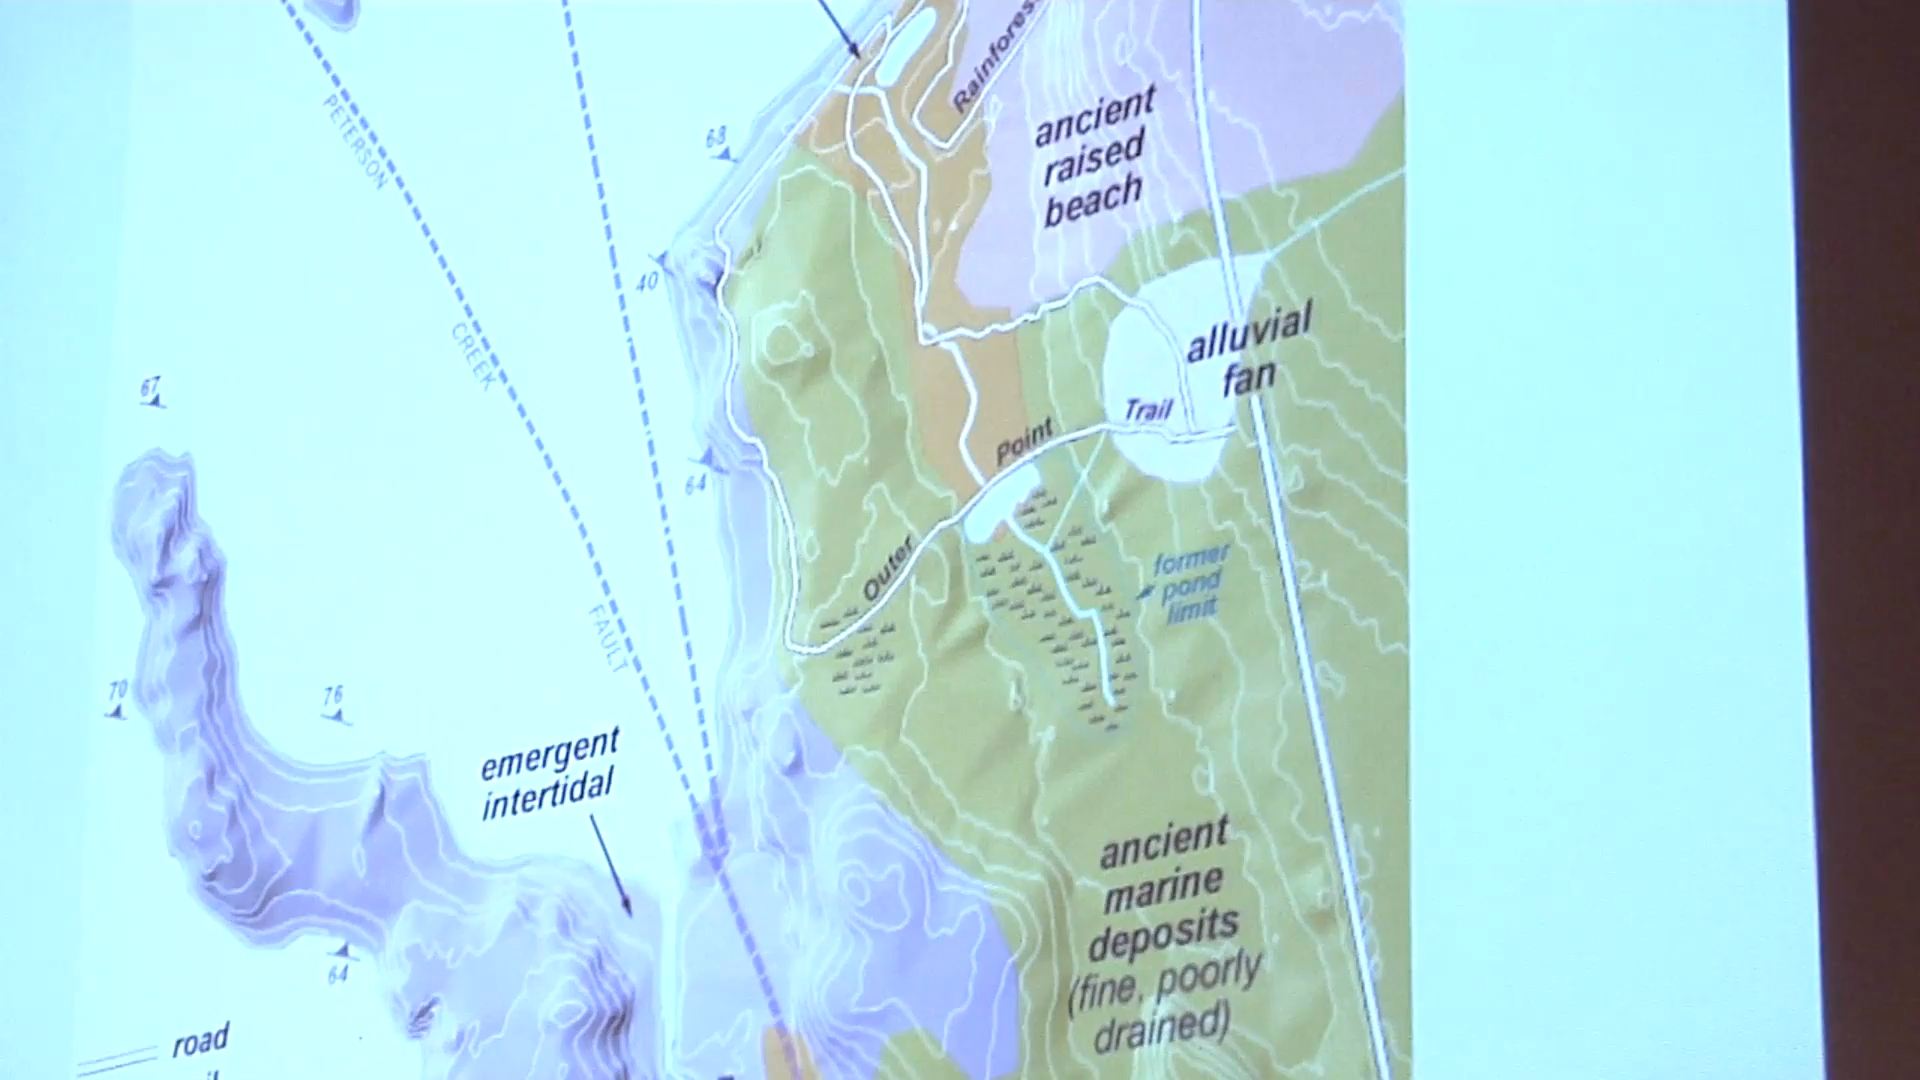 Rainfores
ancient
raised
beach
68
40
PETERSON
CREEK
FAULT
alluvial
fan
67
Trail
Point
Outer
64
former
pond
limit
70
76
emergent
intertidal
64
ancient
marine
deposits
(fine, poorly
drained)
road